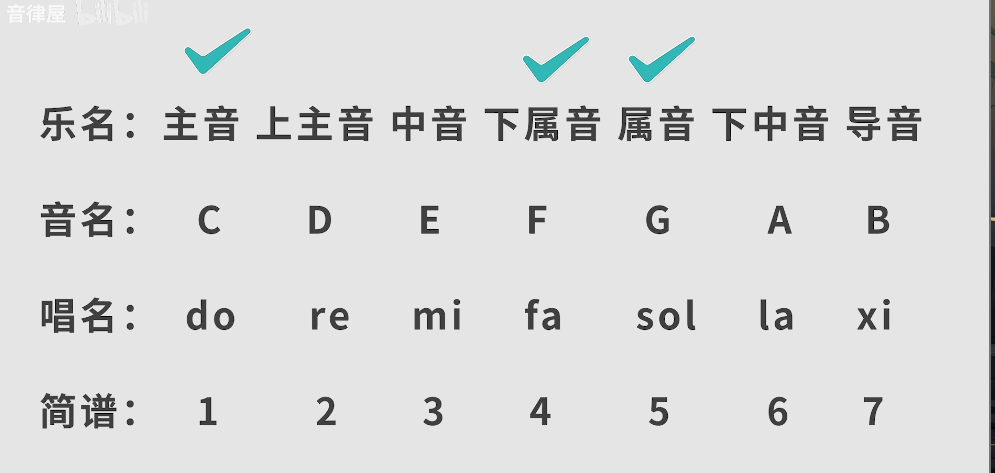 音律屋 bilibili
乐名：主音 上主音 中音 下属音 属音 下中音 导音
音名： C D E F G A B
唱名： do re mi fa sol la xi
简谱： 1 2 3 4 5 6 7